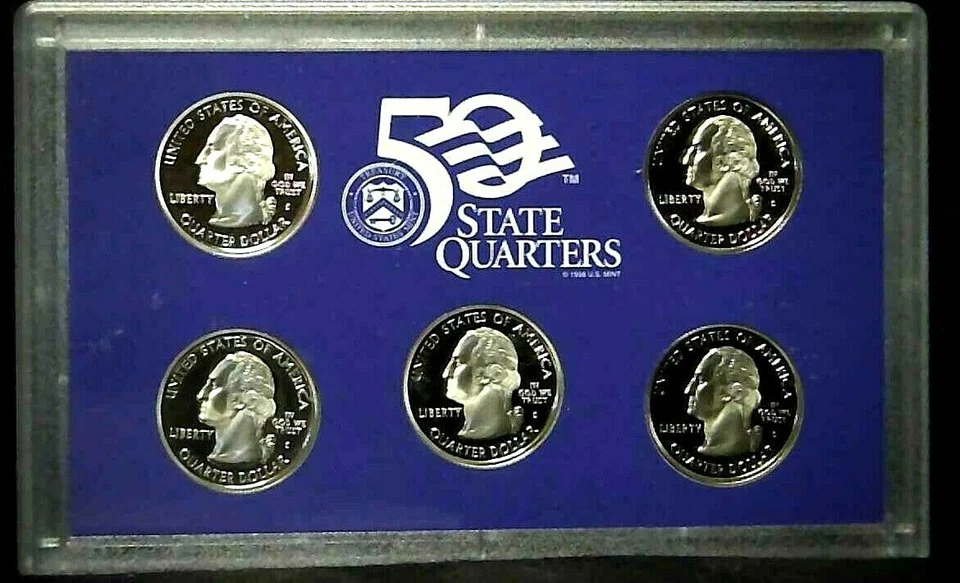 UNITED STATES OF AMERICA
LIBERTY
IN
GOD WE
TRUST
S
QUARTER DOLLAR
50
TM
STATE
QUARTERS
© 1998 U.S. MINT
TREASURY
UNITED STATES MINT
UNITED STATES OF AMERICA
LIBERTY
IN
GOD WE
TRUST
S
QUARTER DOLLAR
UNITED STATES OF AMERICA
LIBERTY
IN
GOD WE
TRUST
S
QUARTER DOLLAR
UNITED STATES OF AMERICA
LIBERTY
IN
GOD WE
TRUST
S
QUARTER DOLLAR
UNITED STATES OF AMERICA
LIBERTY
IN
GOD WE
TRUST
S
QUARTER DOLLAR